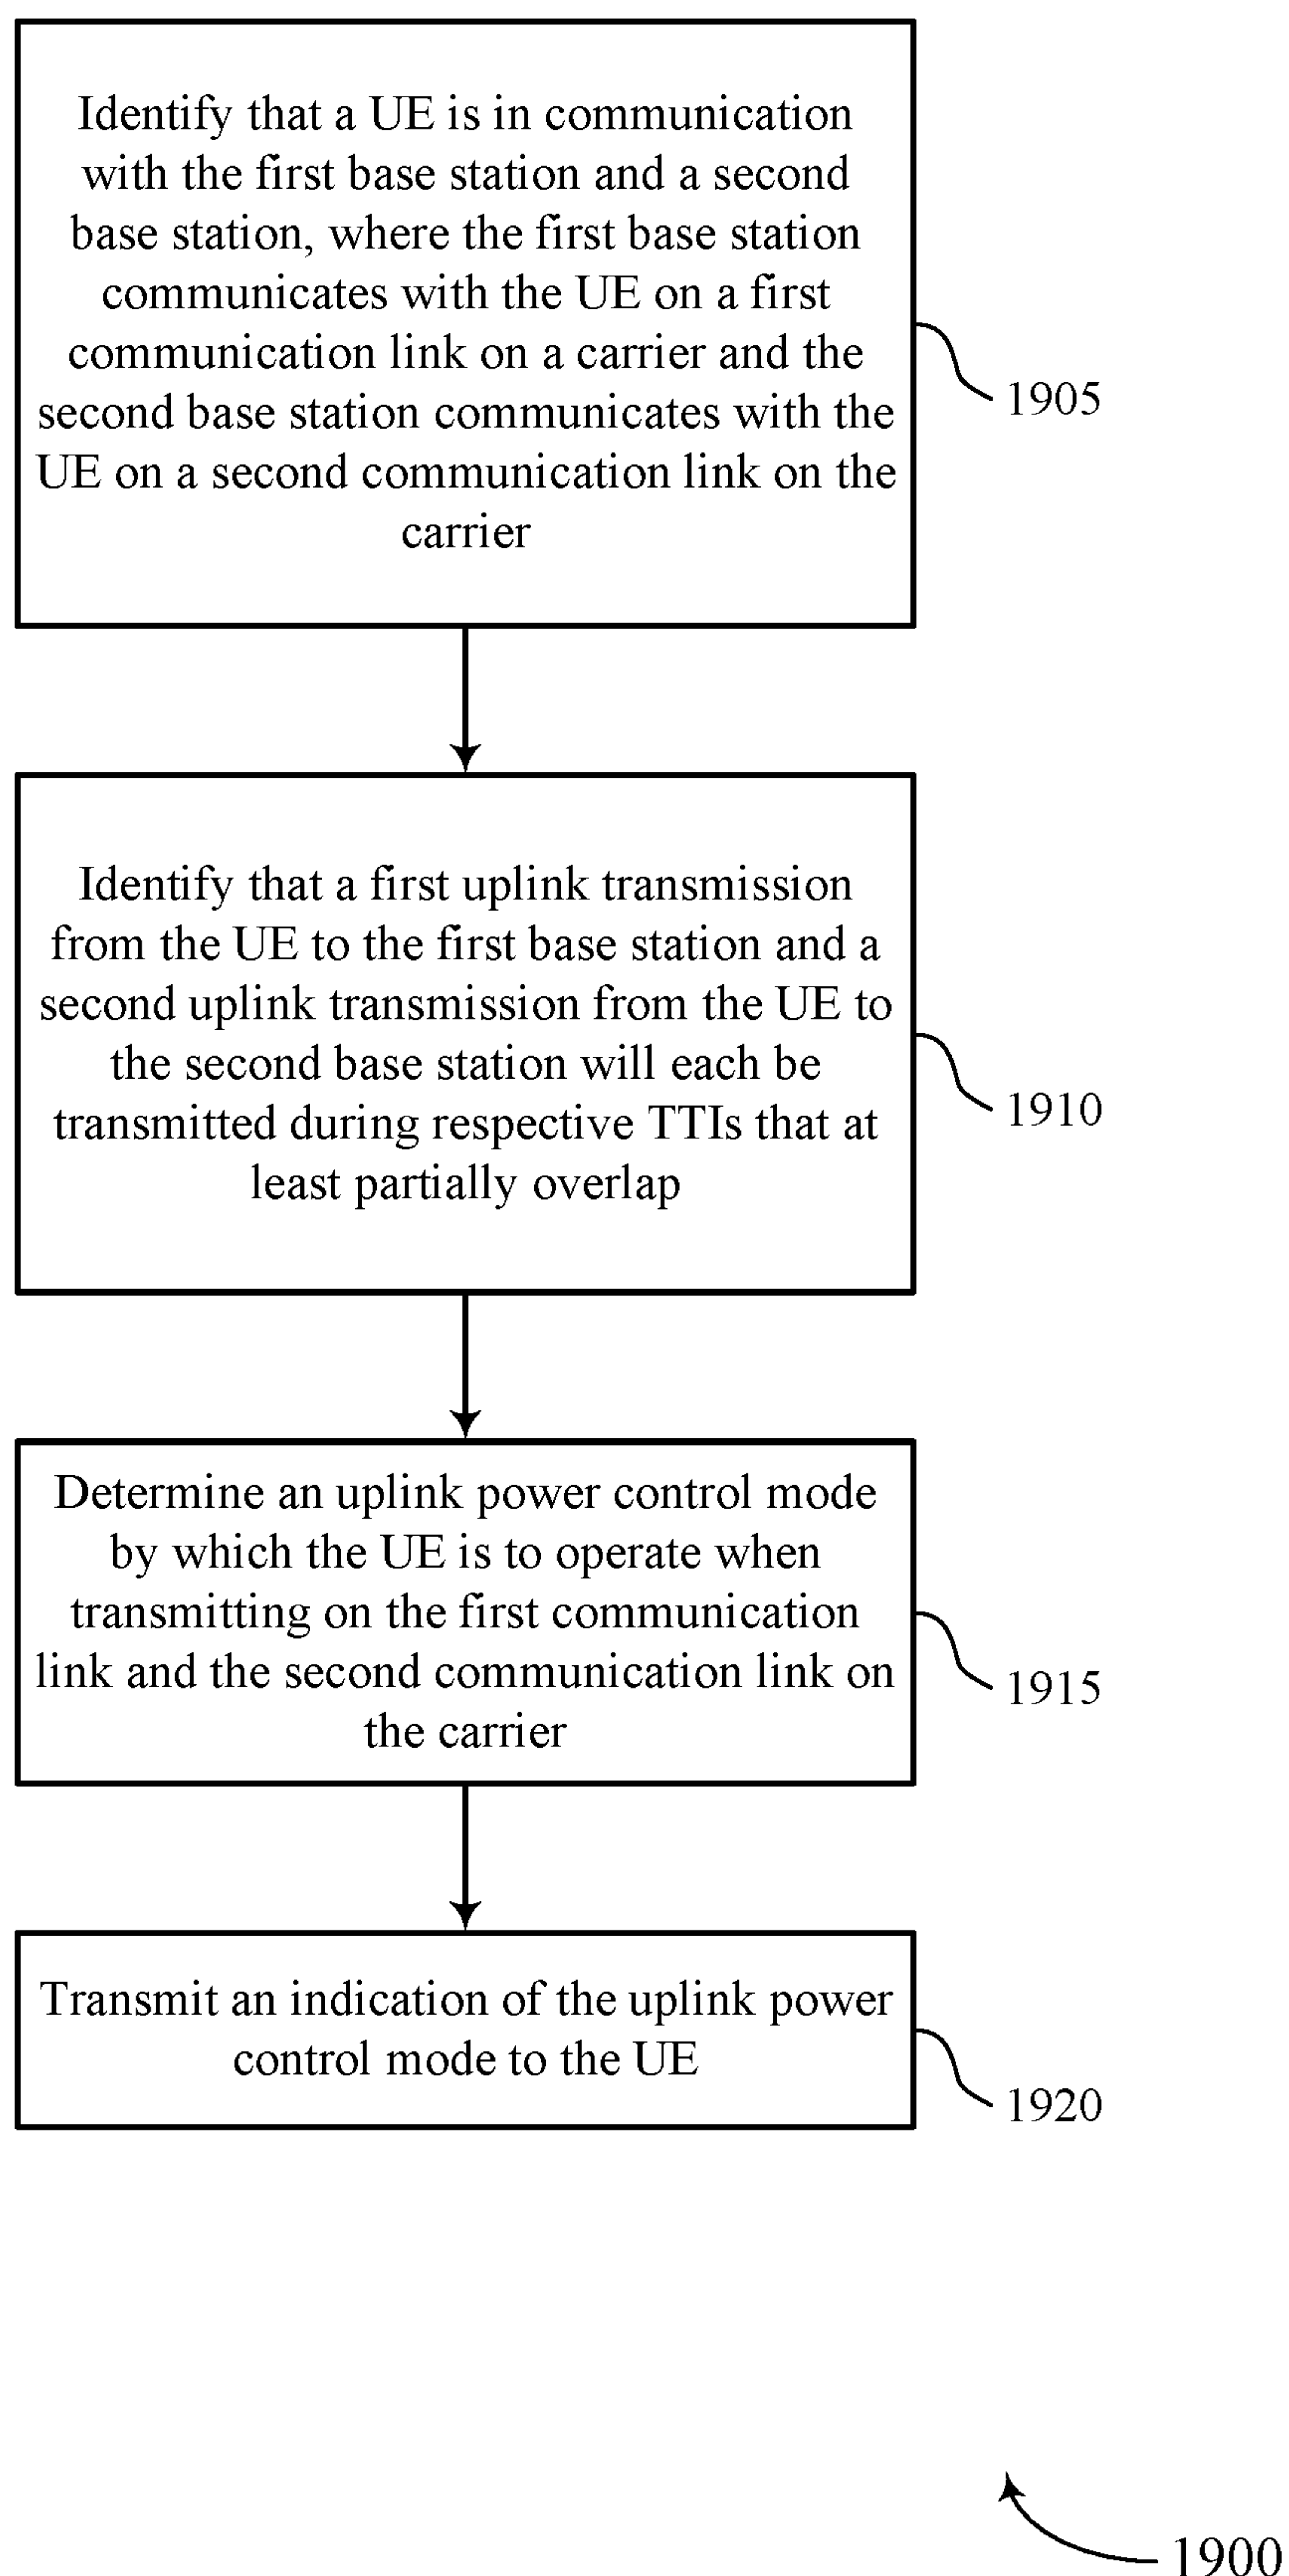 Identify that a UE is in communication
with the first base station and a second
base station, where the first base station
communicates with the UE on a first
communication link on a carrier and the
second base station communicates with the
UE on a second communication link on the
carrier
1905
Identify that a first uplink transmission
from the UE to the first base station and a
second uplink transmission from the UE to
the second base station will each be
transmitted during respective TTIs that at
least partially overlap
1910
Determine an uplink power control mode
by which the UE is to operate when
transmitting on the first communication
link and the second communication link on
the carrier
1915
Transmit an indication of the uplink power
control mode to the UE
1920
1900